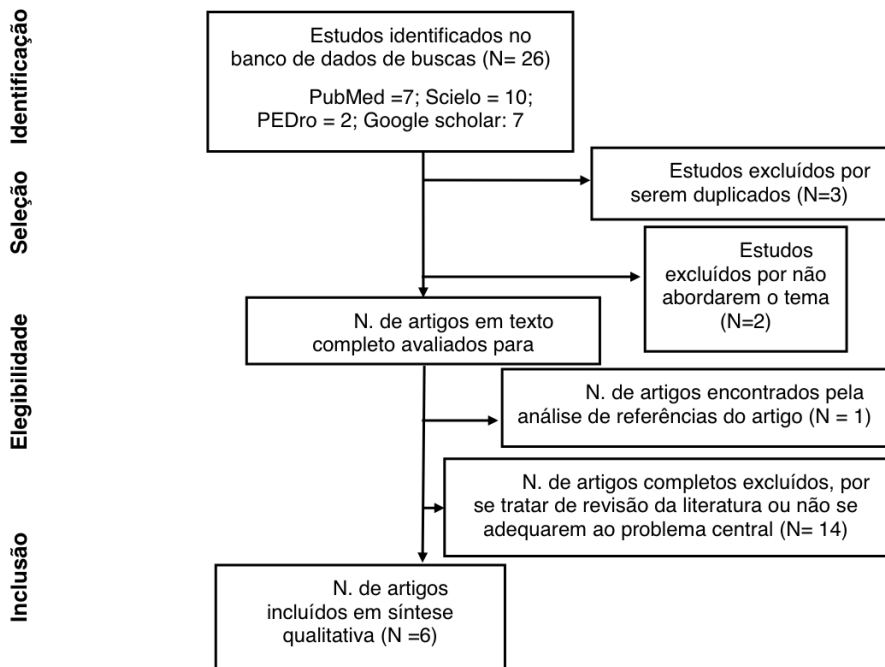 Identificação
Estudos identificados no
banco de dados de buscas (N= 26)
PubMed =7; Scielo = 10;
PEDro = 2; Google scholar: 7
Seleção
Estudos excluídos por
serem duplicados (N=3)
Estudos
excluídos por não
abordarem o tema
(N=2)
Elegibilidade
N. de artigos em texto
completo avaliados para
N. de artigos encontrados pela
análise de referências do artigo (N = 1)
N. de artigos completos excluídos, por
se tratar de revisão da literatura ou não se
adequarem ao problema central (N= 14)
Inclusão
N. de artigos
incluídos em síntese
qualitativa (N =6)